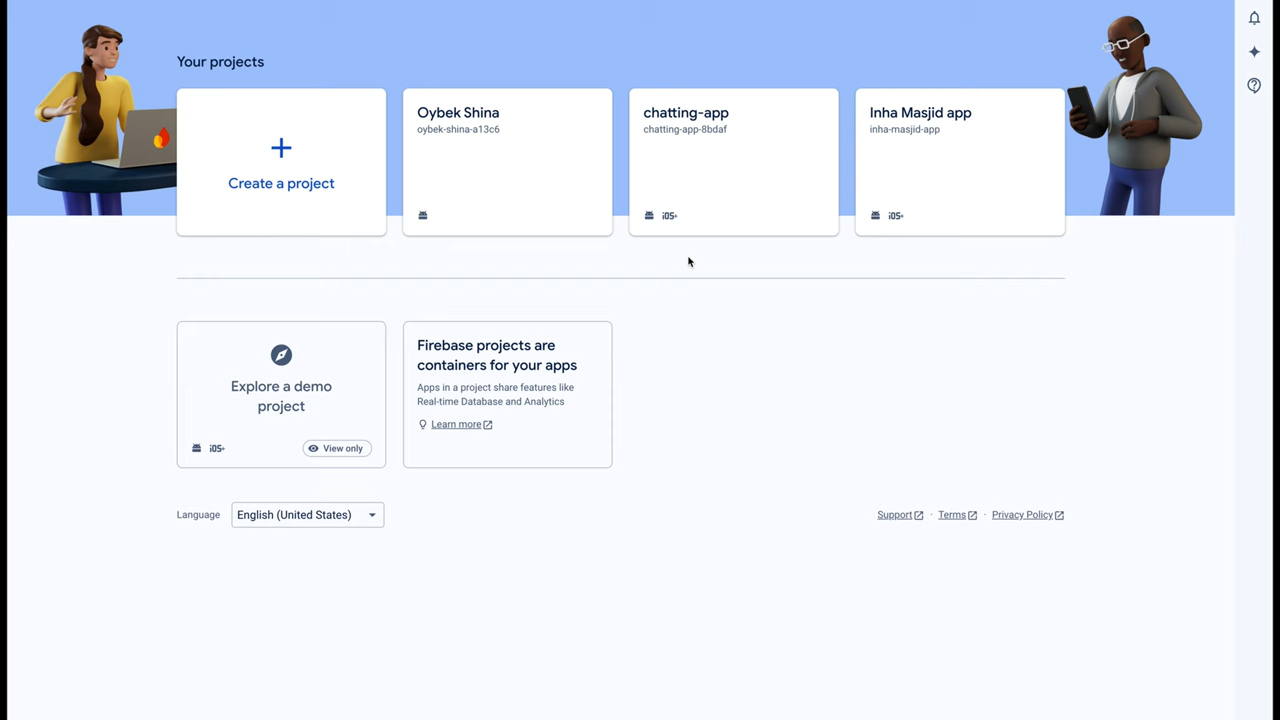 Your projects
Create a project
Oybek Shina
oybek-shina-a13c6
chatting-app
chatting-app-8bdaf
iOS+
Inha Masjid app
inha-masjid-app
iOS+
Explore a demo
project
iOS+
View only
Firebase projects are
containers for your apps
Apps in a project share features like
Real-time Database and Analytics
Learn more
Language
English (United States)
Support · Terms · Privacy Policy